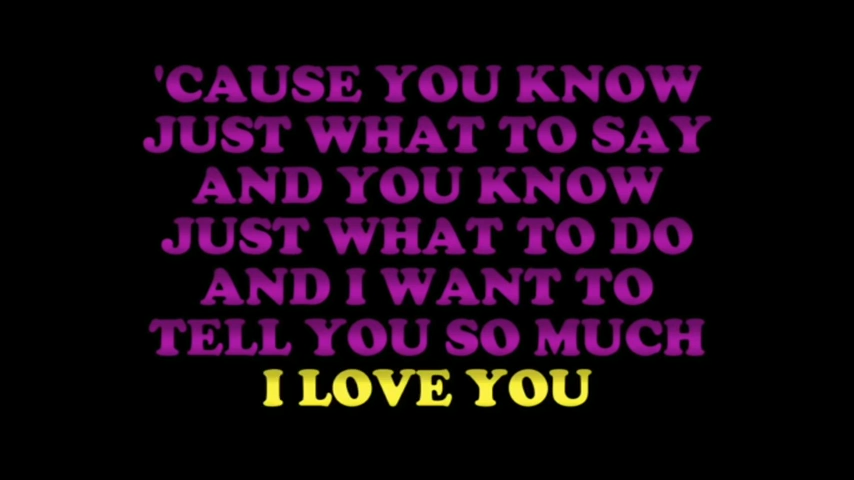 'CAUSE YOU KNOW
JUST WHAT TO SAY
AND YOU KNOW
JUST WHAT TO DO
AND I WANT TO
TELL YOU SO MUCH
I LOVE YOU